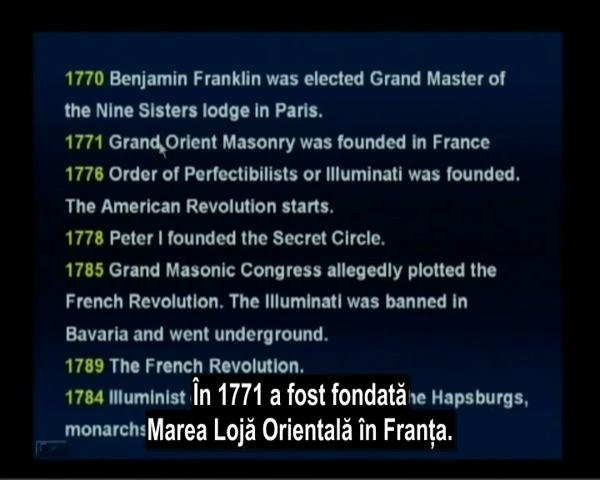 1770 Benjamin Franklin was elected Grand Master of
the Nine Sisters lodge in Paris.
1771 Grand Orient Masonry was founded in France
1776 Order of Perfectibilists or Illuminati was founded.
The American Revolution starts.
1778 Peter I founded the Secret Circle.
1785 Grand Masonic Congress allegedly plotted the
French Revolution. The Illuminati was banned in
Bavaria and went underground.
1789 The French Revolution.
1784 Illuminist Hapsburgs,
monarchs
În 1771 a fost fondată
Marea Lojă Orientală în Franța.